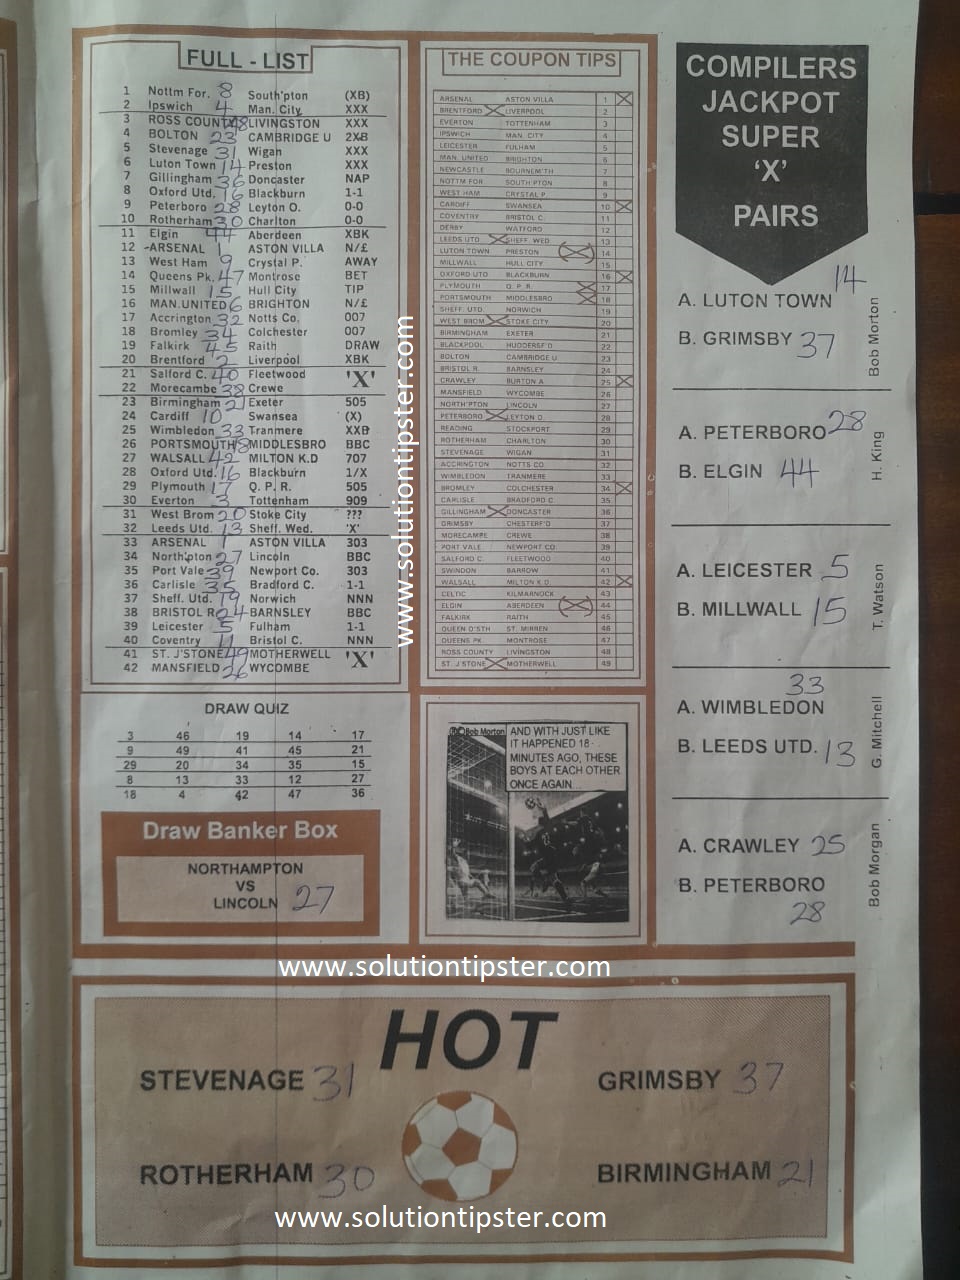 FULL - LIST
1 Nottm For. 8 South'pton (XB)
2 Ipswich 4 Man. City XXX
3 ROSS COUNTY 48 LIVINGSTON XXX
4 BOLTON 23 CAMBRIDGE U 2XB
5 Stevenage 31 Wigan XXX
6 Luton Town 14 Preston XXX
7 Gillingham 36 Doncaster NAP
8 Oxford Utd. 16 Blackburn 1-1
9 Peterboro 28 Leyton O. 0-0
10 Rotherham 30 Charlton 0-0
11 Elgin 44 Aberdeen XBK
12 -ARSENAL 1 ASTON VILLA N/£
13 West Ham 9 Crystal P. AWAY
14 Queens Pk. 47 Montrose BET
15 Millwall 15 Hull City TIP
16 MAN.UNITED 6 BRIGHTON N/£
17 Accrington 32 Notts Co. 007
18 Bromley 34 Colchester 007
19 Falkirk 45 Raith DRAW
20 Brentford 2 Liverpool XBK
21 Salford C. 40 Fleetwood 'X'
22 Morecambe 38 Crewe
23 Birmingham 21 Exeter 505
24 Cardiff 10 Swansea (X)
25 Wimbledon 33 Tranmere XXB
26 PORTSMOUTH 18 MIDDLESBRO BBC
27 WALSALL 42 MILTON K.D 707
28 Oxford Utd. 16 Blackburn 1/X
29 Plymouth 17 Q. P. R. 505
30 Everton 3 Tottenham 909
31 West Brom 20 Stoke City ???
32 Leeds Utd. 13 Sheff. Wed. 'X'
33 ARSENAL 1 ASTON VILLA 303
34 North'pton 27 Lincoln BBC
35 Port Vale 39 Newport Co. 303
36 Carlisle 35 Bradford C. 1-1
37 Sheff. Utd. 19 Norwich NNN
38 BRISTOL R 24 BARNSLEY BBC
39 Leicester 5 Fulham 1-1
40 Coventry 11 Bristol C. NNN
41 ST. J'STONE 49 MOTHERWELL 'X'
42 MANSFIELD 26 WYCOMBE
DRAW QUIZ
3 46 19 14 17
9 49 41 45 21
29 20 34 35 15
8 13 33 12 27
18 4 42 47 36
Draw Banker Box
NORTHAMPTON
VS
LINCOLN 27
THE COUPON TIPS
ARSENAL ASTON VILLA 1
BRENTFORD LIVERPOOL 2
EVERTON TOTTENHAM 3
IPSWICH MAN. CITY 4
LEICESTER FULHAM 5
MAN. UNITED BRIGHTON 6
NEWCASTLE BOURNEM'TH 7
NOTTM FOR SOUTH'PTON 8
WEST HAM CRYSTAL P. 9
CARDIFF SWANSEA 10
COVENTRY BRISTOL C. 11
DERBY WATFORD 12
LEEDS UTD SHEFF. WED 13
LUTON TOWN PRESTON 14
MILLWALL HULL CITY 15
OXFORD UTD BLACKBURN 16
PLYMOUTH Q. P. R. 17
PORTSMOUTH MIDDLESBRO 18
SHEFF. UTD. NORWICH 19
WEST BROM STOKE CITY 20
BIRMINGHAM EXETER 21
BLACKPOOL HUDDERSF'D 22
BOLTON CAMBRIDGE U 23
BRISTOL R. BARNSLEY 24
CRAWLEY BURTON A 25
MANSFIELD WYCOMBE 26
NORTH'PTON LINCOLN 27
PETERBORO LEYTON O. 28
READING STOCKPORT 29
ROTHERHAM CHARLTON 30
STEVENAGE WIGAN 31
ACCRINGTON NOTTS CO 32
WIMBLEDON TRANMERE 33
BROMLEY COLCHESTER 34
CARLISLE BRADFORD C 35
GILLINGHAM DONCASTER 36
GRIMSBY CHESTERF'D 37
MORECAMBE CREWE 38
PORT VALE NEWPORT CO. 39
SALFORD C. FLEETWOOD 40
SWINDON BARROW 41
WALSALL MILTON K.D. 42
CELTIC KILMARNOCK 43
ELGIN ABERDEEN 44
FALKIRK RAITH 45
QUEEN O'STH ST. MIRREN 46
QUEENS PK. MONTROSE 47
ROSS COUNTY LIVINGSTON 48
ST. J'STONE MOTHERWELL 49
www.solutiontipster.com
Bob Morton
AND WITH JUST LIKE
IT HAPPENED 18
MINUTES AGO, THESE
BOYS AT EACH OTHER
ONCE AGAIN...
COMPILERS
JACKPOT
SUPER
'X'
PAIRS
A. LUTON TOWN 14
B. GRIMSBY 37
Bob Morton
A. PETERBORO 28
B. ELGIN 44
H. King
A. LEICESTER 5
B. MILLWALL 15
T. Watson
33
A. WIMBLEDON
B. LEEDS UTD. 13
G. Mitchell
A. CRAWLEY 25
B. PETERBORO
28
Bob Morgan
www.solutiontipster.com
HOT
STEVENAGE 31 GRIMSBY 37
ROTHERHAM 30 BIRMINGHAM 21
www.solutiontipster.com